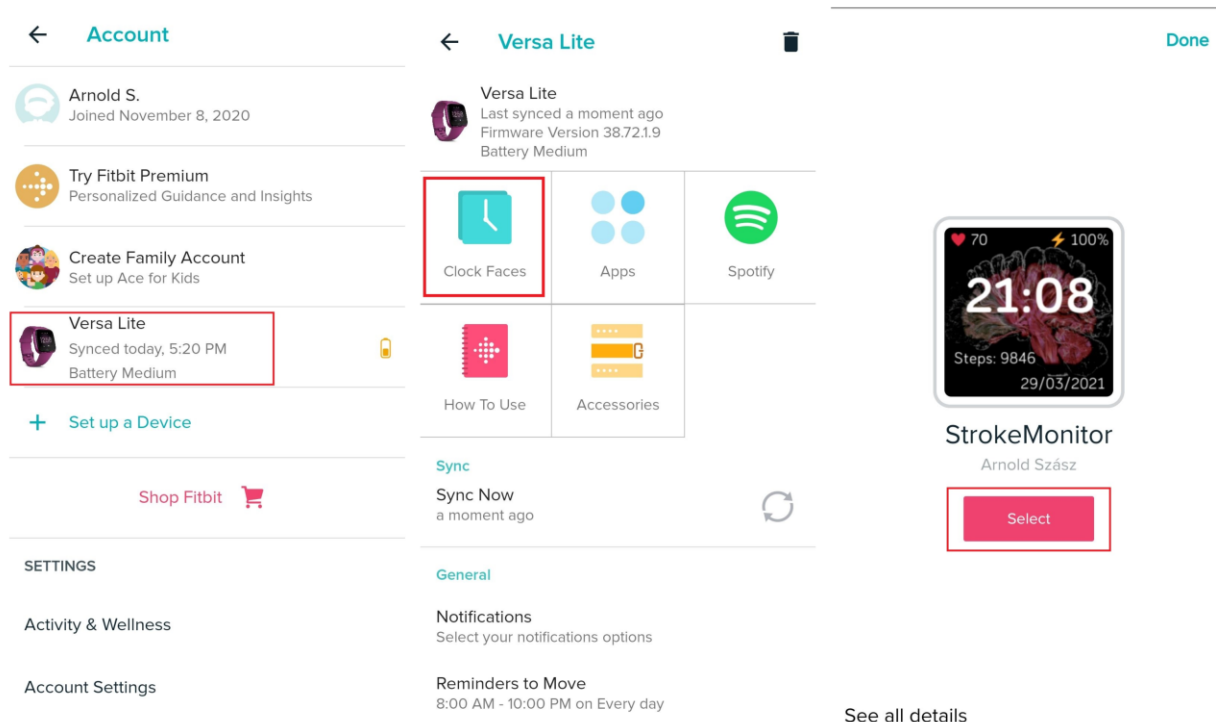 Account
Arnold S.
Joined November 8, 2020
Try Fitbit Premium
Personalized Guidance and Insights
Create Family Account
Set up Ace for Kids
Versa Lite
Synced today, 5:20 PM
Battery Medium
+ Set up a Device
Shop Fitbit
SETTINGS
Activity & Wellness
Account Settings
Versa Lite
Versa Lite
Last synced a moment ago
Firmware Version 38.72.1.9
Battery Medium
Clock Faces
Apps
Spotify
How To Use
Accessories
Sync
Sync Now
a moment ago
General
Notifications
Select your notifications options
Reminders to Move
8:00 AM - 10:00 PM on Every day
Done
70
100%
21:08
Steps: 9846
29/03/2021
StrokeMonitor
Arnold Szász
Select
See all details